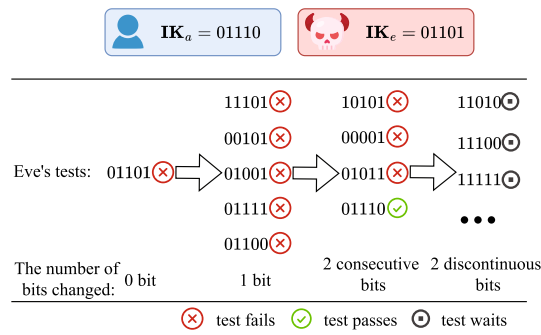 IKₐ = 01110
IKₑ = 01101
11101 10101 11010
00101 00001 11100
Eve's tests: 01101 01001 01011 11111
01111 01110
01100
The number of bits changed: 0 bit 1 bit 2 consecutive bits 2 discontinuous bits
test fails test passes test waits